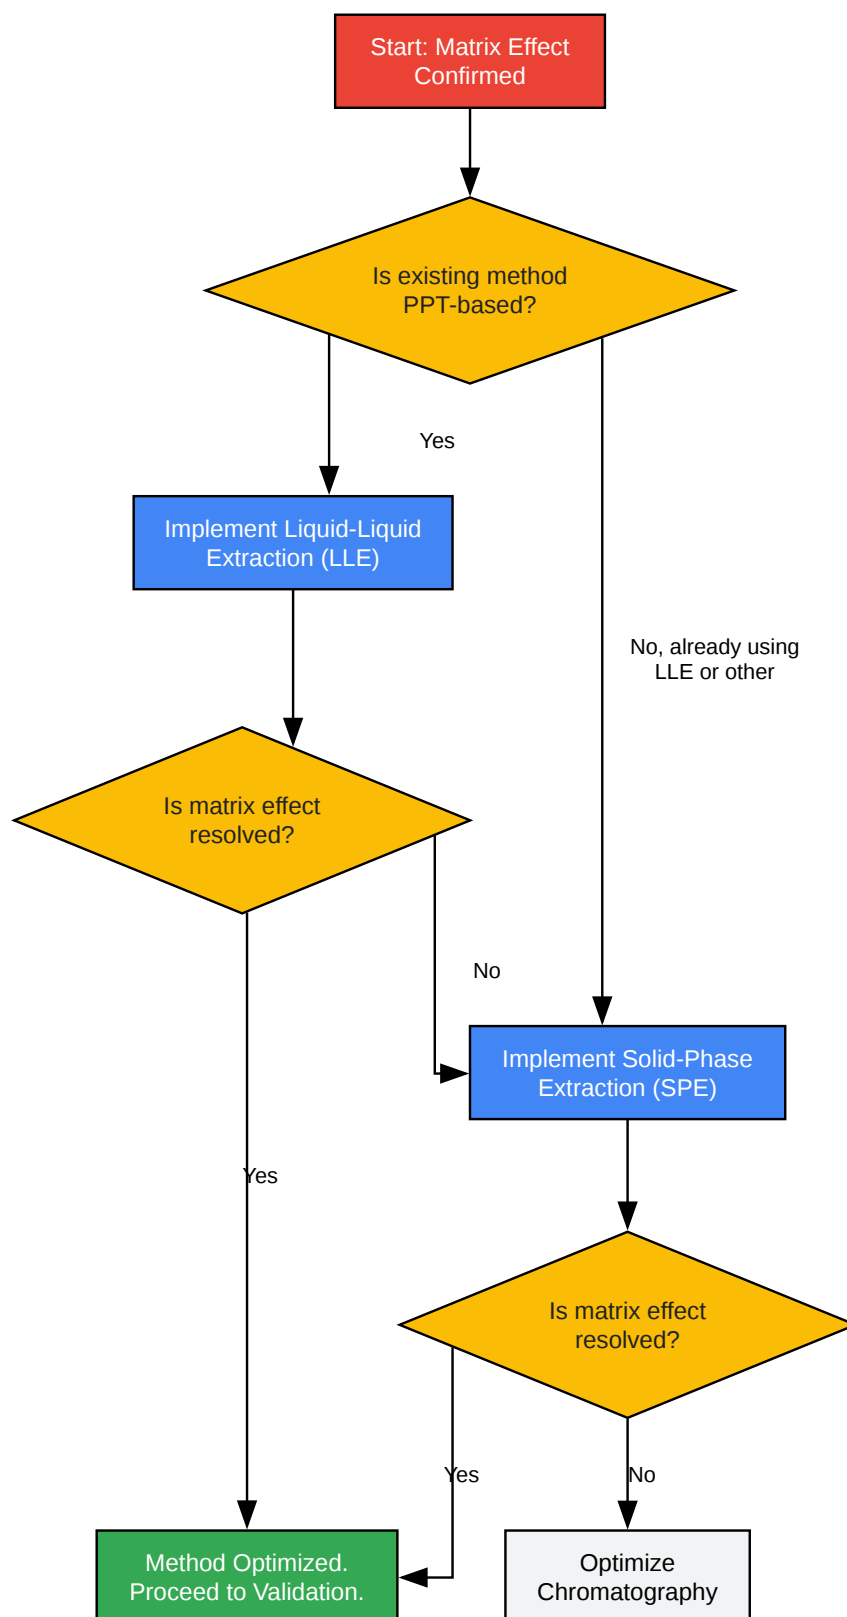 Start: Matrix Effect
Confirmed
Is existing method
PPT-based?
Yes
Implement Liquid-Liquid
Extraction (LLE)
No, already using
LLE or other
Is matrix effect
resolved?
No
Implement Solid-Phase
Extraction (SPE)
Yes
Is matrix effect
resolved?
Yes
No
Method Optimized.
Proceed to Validation.
Optimize
Chromatography